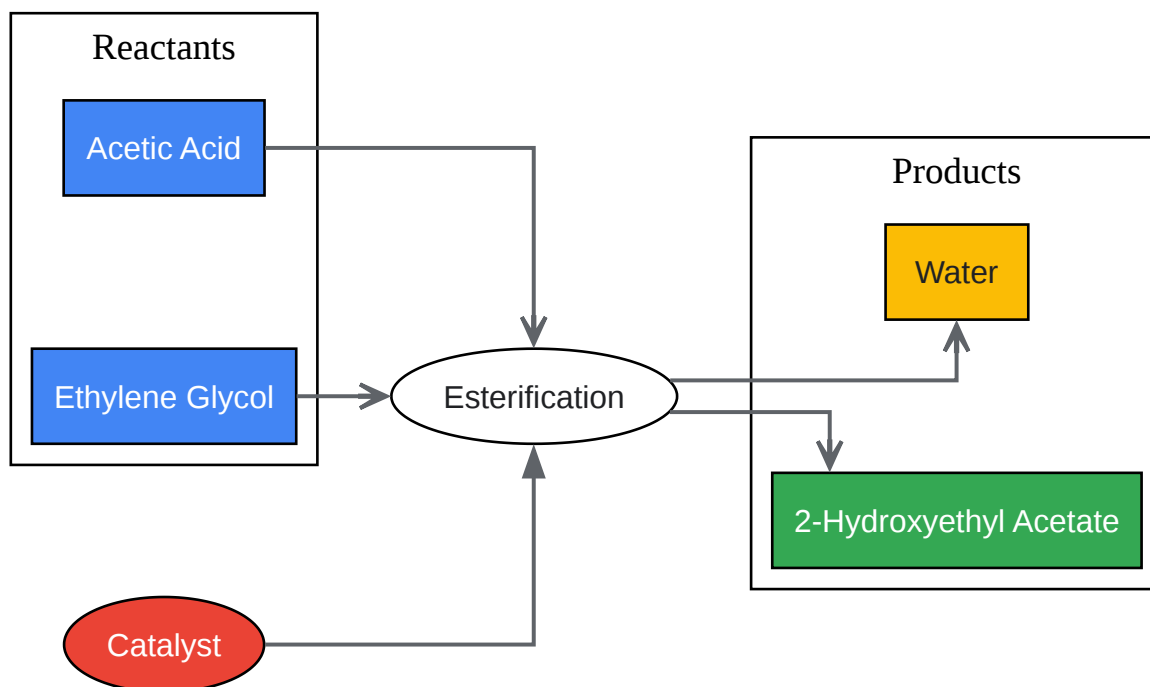 Reactants
Acetic Acid
Products
Water
Ethylene Glycol
Esterification
2-Hydroxyethyl Acetate
Catalyst